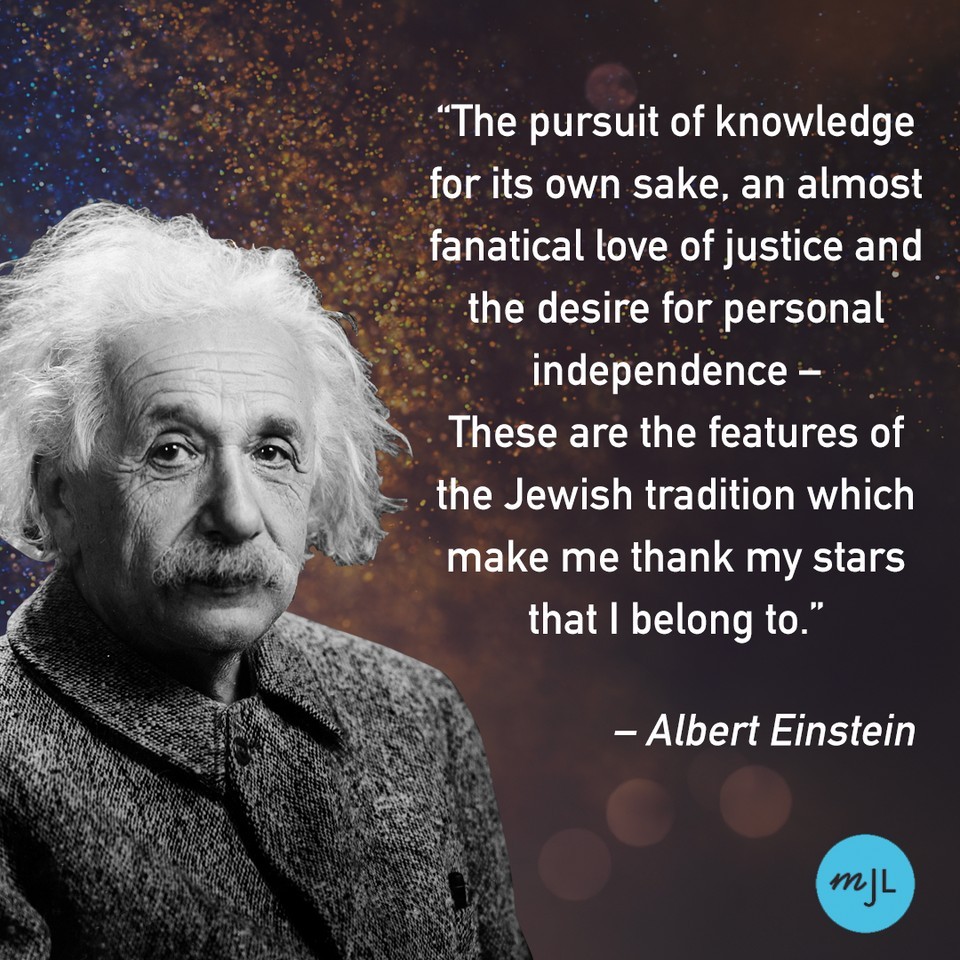 “The pursuit of knowledge
for its own sake, an almost
fanatical love of justice and
the desire for personal
independence –
These are the features of
the Jewish tradition which
make me thank my stars
that I belong to.”
– Albert Einstein
mJL